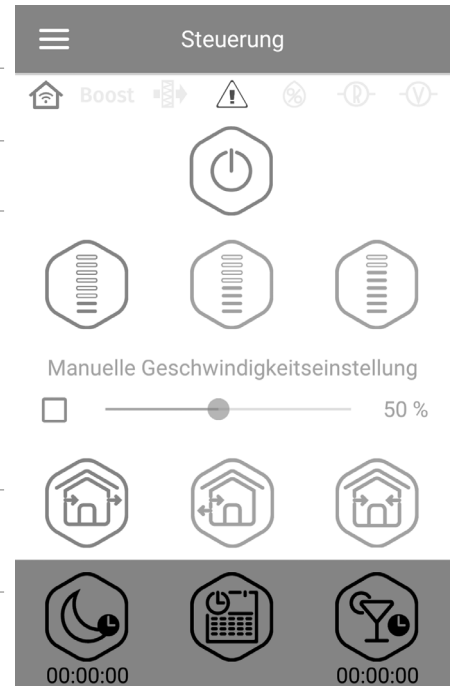 Steuerung
Boost % R V
Manuelle Geschwindigkeitseinstellung
50 %
00:00:00 00:00:00